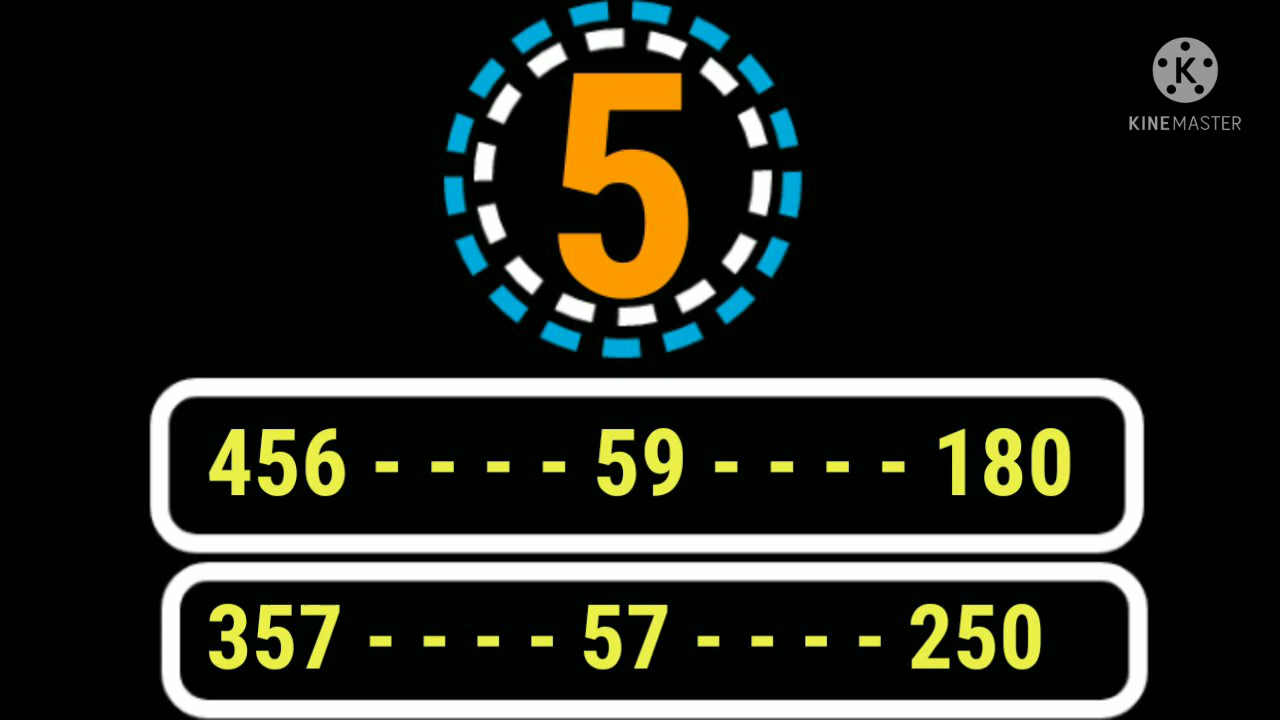 5
K
KINEMASTER
456 - - - - 59 - - - - 180
357 - - - - 57 - - - - 250